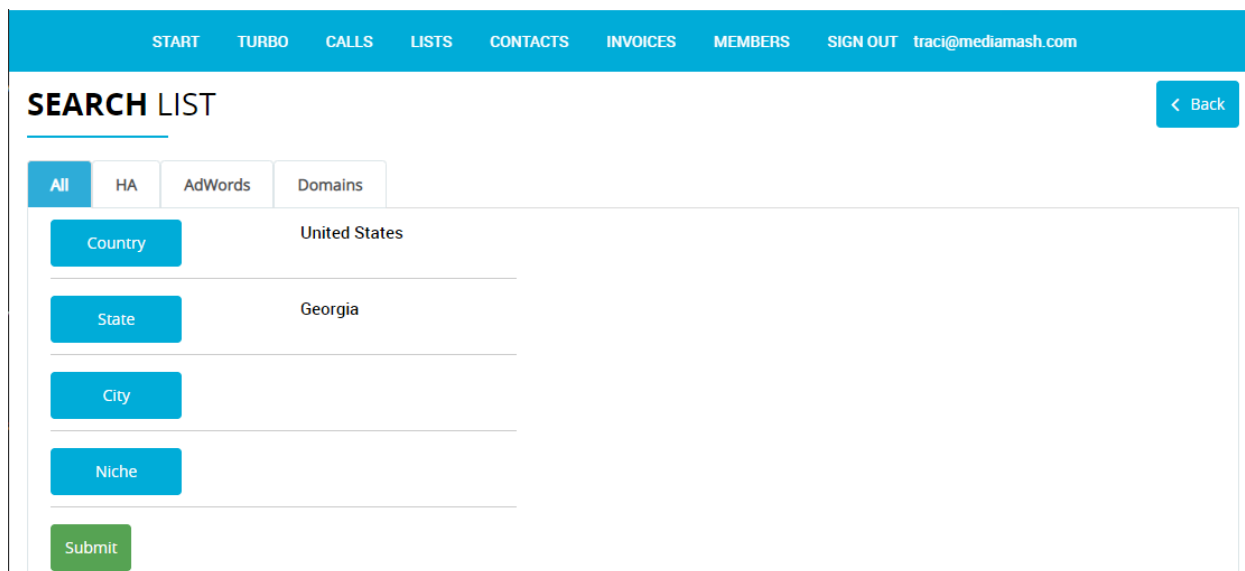 START TURBO CALLS LISTS CONTACTS INVOICES MEMBERS SIGN OUT traci@mediamash.com
SEARCH LIST
Back
All HA AdWords Domains
Country United States
State Georgia
City
Niche
Submit